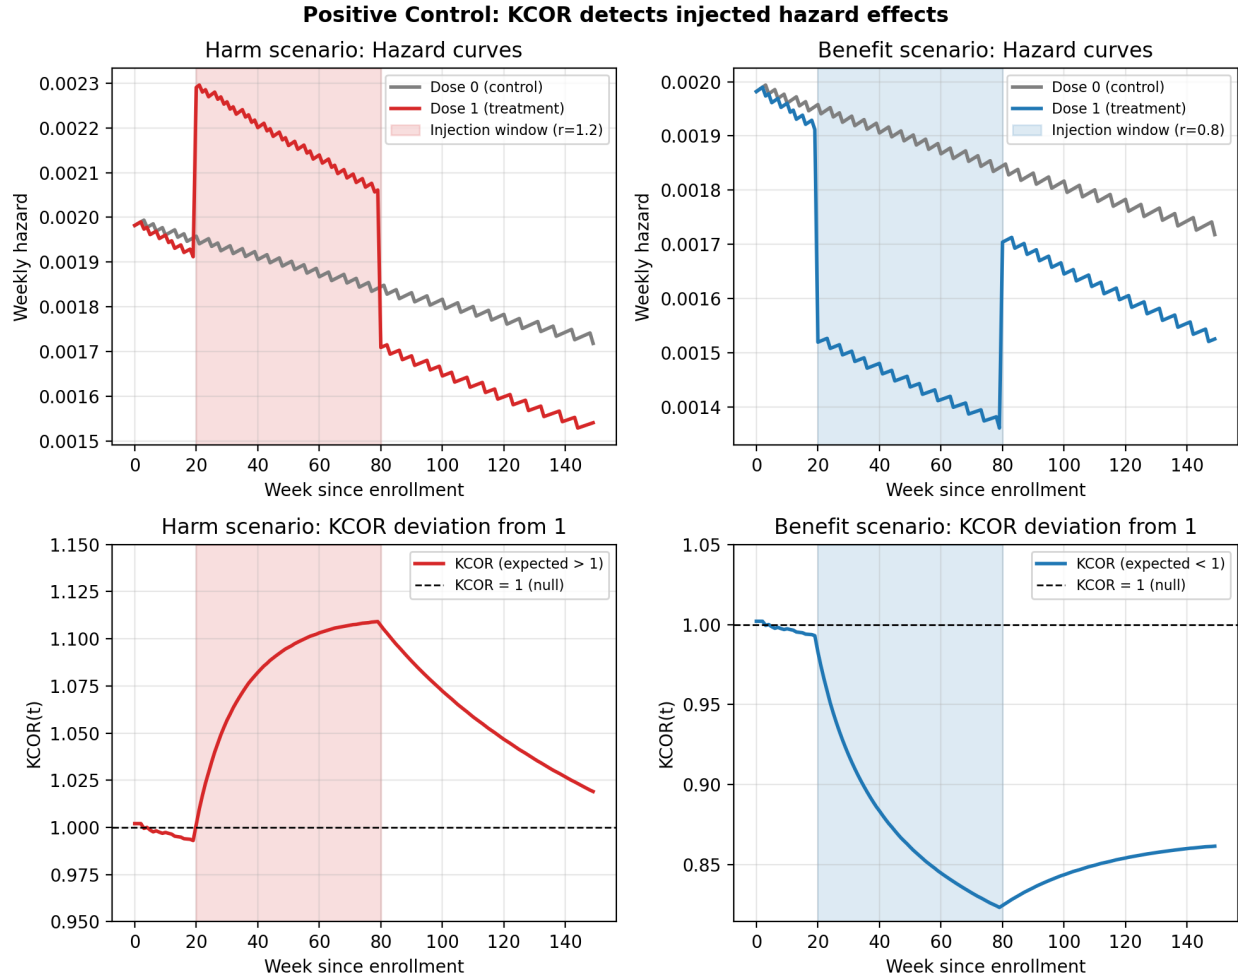 Positive Control: KCOR detects injected hazard effects
Harm scenario: Hazard curves
Weekly hazard
0.0023
0.0022
0.0021
0.0020
0.0019
0.0018
0.0017
0.0016
0.0015
Dose 0 (control)
Dose 1 (treatment)
Injection window (r=1.2)
0 20 40 60 80 100 120 140
Week since enrollment
Benefit scenario: Hazard curves
Weekly hazard
0.0020
0.0019
0.0018
0.0017
0.0016
0.0015
0.0014
Dose 0 (control)
Dose 1 (treatment)
Injection window (r=0.8)
0 20 40 60 80 100 120 140
Week since enrollment
Harm scenario: KCOR deviation from 1
KCOR(t)
1.150
1.125
1.100
1.075
1.050
1.025
1.000
0.975
0.950
KCOR (expected > 1)
KCOR = 1 (null)
0 20 40 60 80 100 120 140
Week since enrollment
Benefit scenario: KCOR deviation from 1
KCOR(t)
1.05
1.00
0.95
0.90
0.85
KCOR (expected < 1)
KCOR = 1 (null)
0 20 40 60 80 100 120 140
Week since enrollment